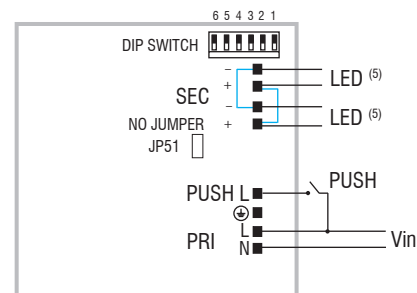 6 5 4 3 2 1
DIP SWITCH
− LED (5)
+
SEC
− LED (5)
NO JUMPER +
JP51
PUSH L PUSH
L Vin
PRI
N